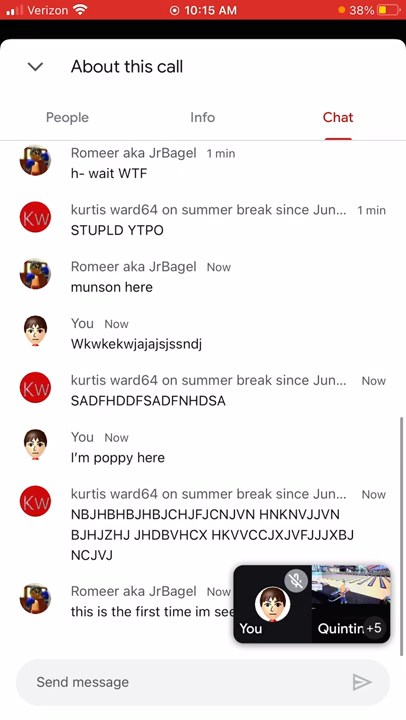 Verizon 10:15 AM 38%
About this call
People Info Chat
Romeer aka JrBagel 1 min
h- wait WTF
KW kurtis ward64 on summer break since Jun... 1 min
STUPLD YTPO
Romeer aka JrBagel Now
munson here
You Now
Wkwkekwjajajsjssndj
KW kurtis ward64 on summer break since Jun... Now
SADFHDDFSADFNHDSA
You Now
I'm poppy here
KW kurtis ward64 on summer break since Jun... Now
NBJHBHBJHBJCHJFJCNJVN HNKNVJJVN
BJHJZHJ JHDBVHCX HKVVCCJXJVFJJJXBJ
NCJVJ
Romeer aka JrBagel Now
this is the first time im see
You Quintin +5
Send message